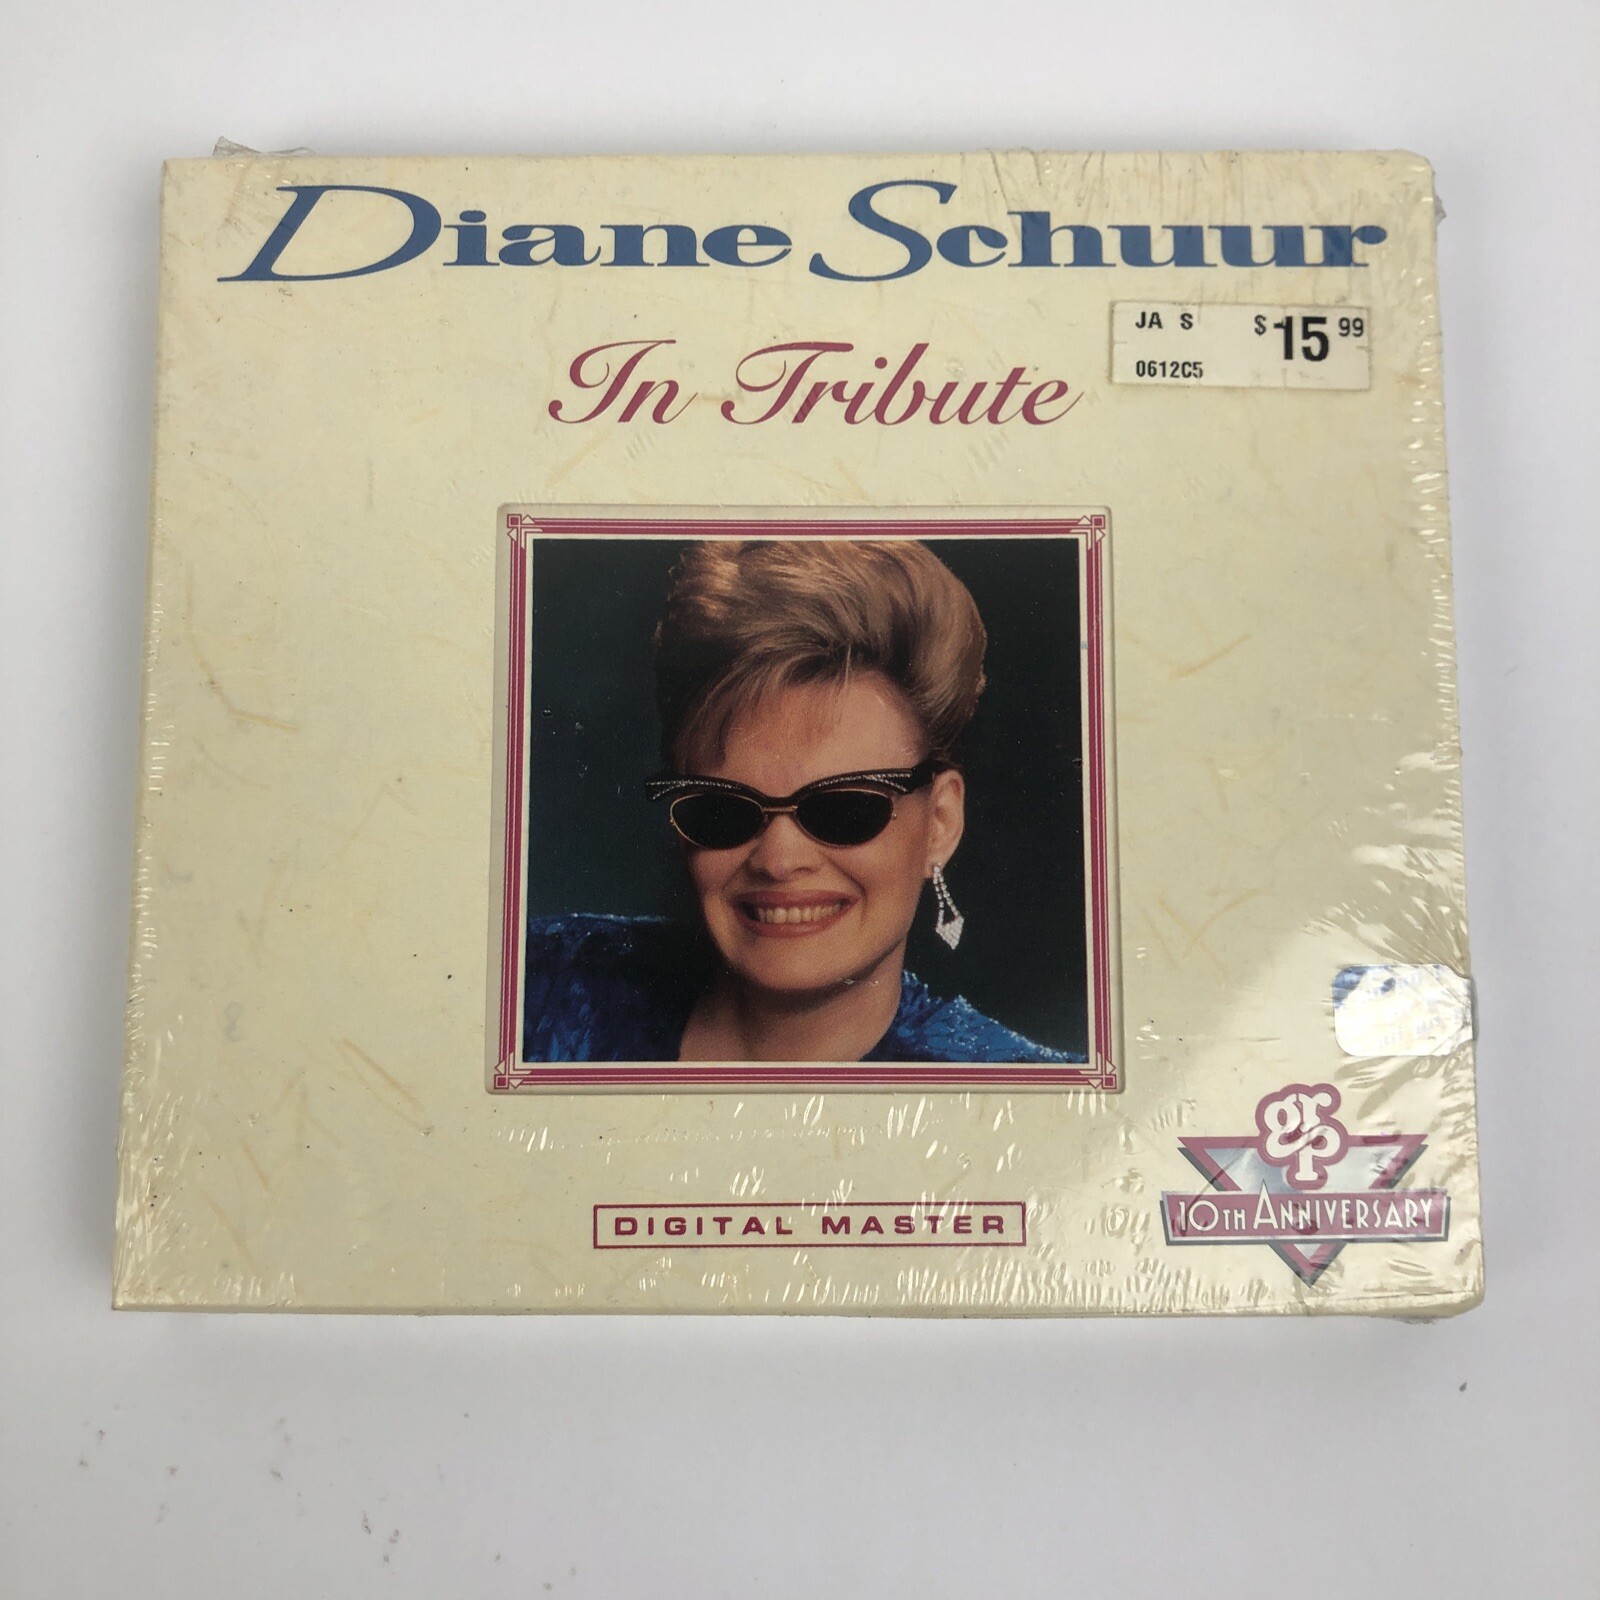 Diane Schuur
JA S $15 99
0612C5
In Tribute
grp
DIGITAL MASTER
10TH ANNIVERSARY